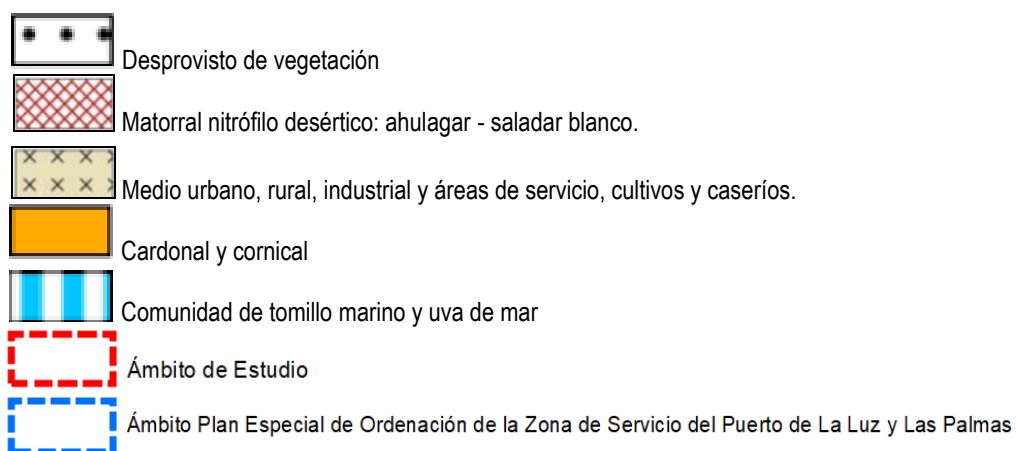 Desprovisto de vegetación
Matorral nitrófilo desértico: ahulagar - saladar blanco.
Medio urbano, rural, industrial y áreas de servicio, cultivos y caseríos.
Cardonal y cornical
Comunidad de tomillo marino y uva de mar
Ámbito de Estudio
Ámbito Plan Especial de Ordenación de la Zona de Servicio del Puerto de La Luz y Las Palmas